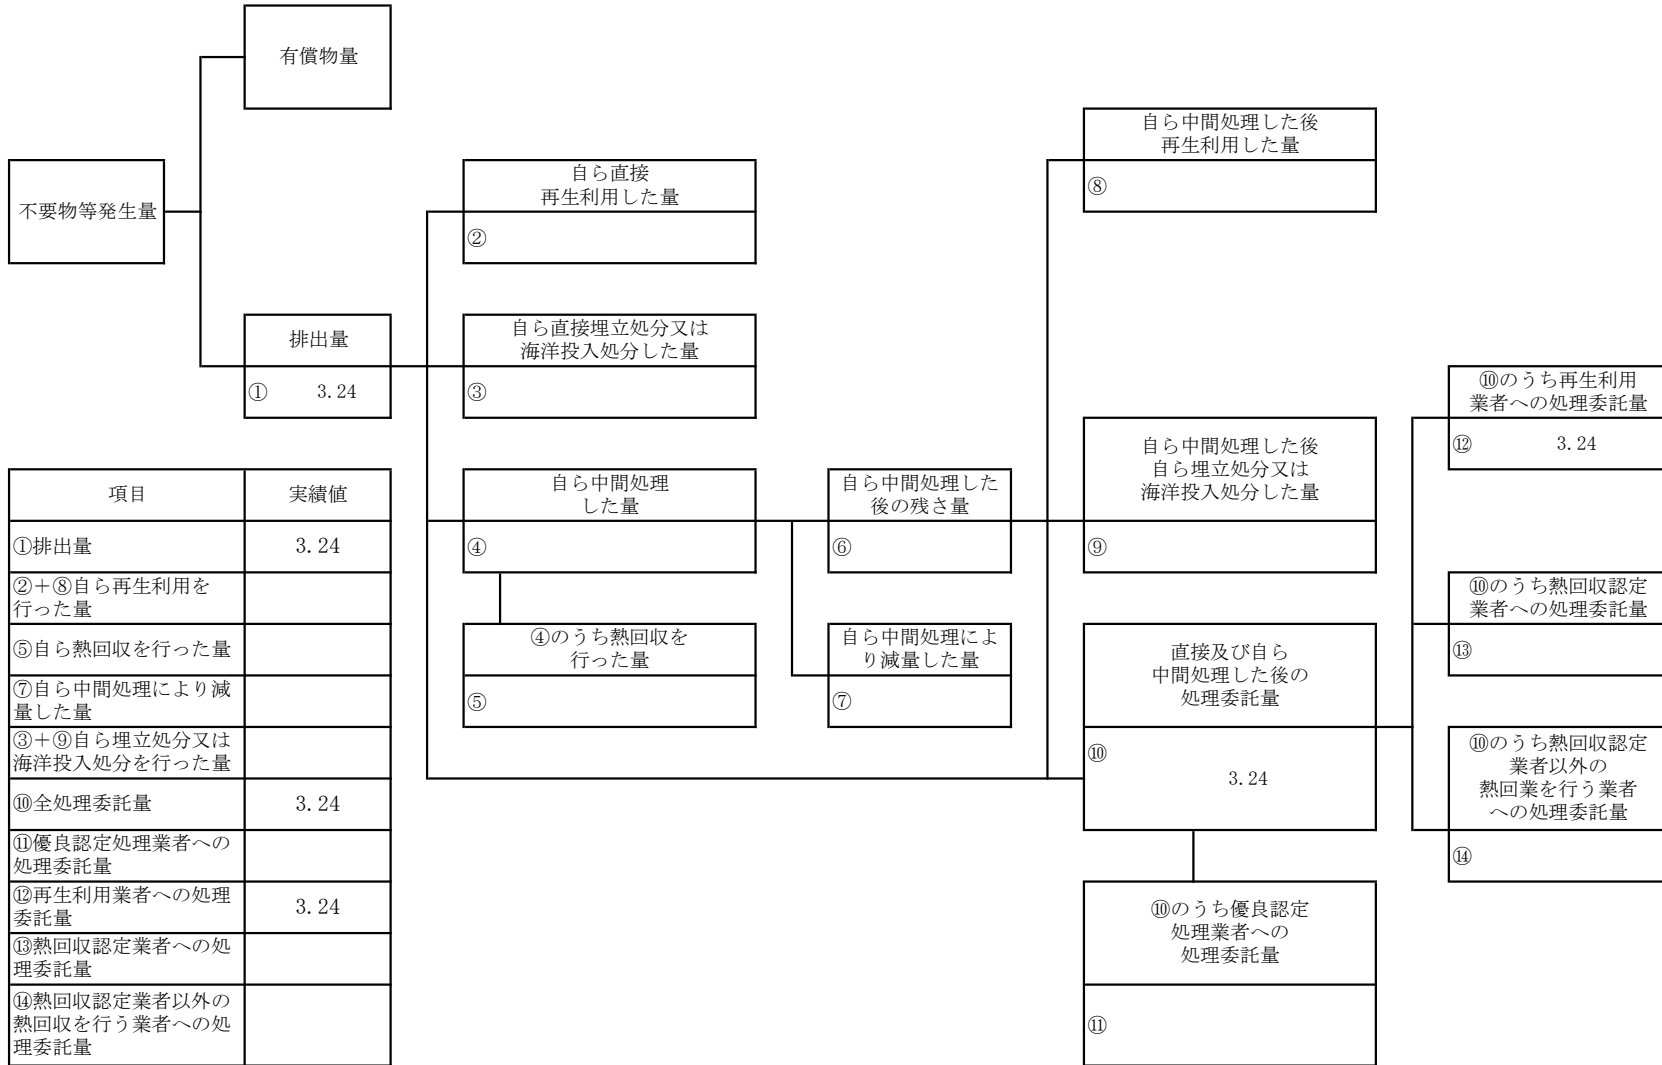 有償物量
不要物等発生量
排出量
① 3.24
自ら直接
再生利用した量
②
自ら直接埋立処分又は
海洋投入処分した量
③
自ら中間処理
した量
④
④のうち熱回収を
行った量
⑤
自ら中間処理した
後の残さ量
⑥
自ら中間処理によ
り減量した量
⑦
自ら中間処理した後
再生利用した量
⑧
自ら中間処理した後
自ら埋立処分又は
海洋投入処分した量
⑨
直接及び自ら
中間処理した後の
処理委託量
⑩
3.24
⑩のうち優良認定
処理業者への
処理委託量
⑪
⑩のうち再生利用
業者への処理委託量
⑫ 3.24
⑩のうち熱回収認定
業者への処理委託量
⑬
⑩のうち熱回収認定
業者以外の
熱回業を行う業者
への処理委託量
⑭
項目 実績値
①排出量 3.24
②+⑧自ら再生利用を
行った量
⑤自ら熱回収を行った量
⑦自ら中間処理により減
量した量
③+⑨自ら埋立処分又は
海洋投入処分を行った量
⑩全処理委託量 3.24
⑪優良認定処理業者への
処理委託量
⑫再生利用業者への処理
委託量 3.24
⑬熱回収認定業者への処
理委託量
⑭熱回収認定業者以外の
熱回収を行う業者への処
理委託量